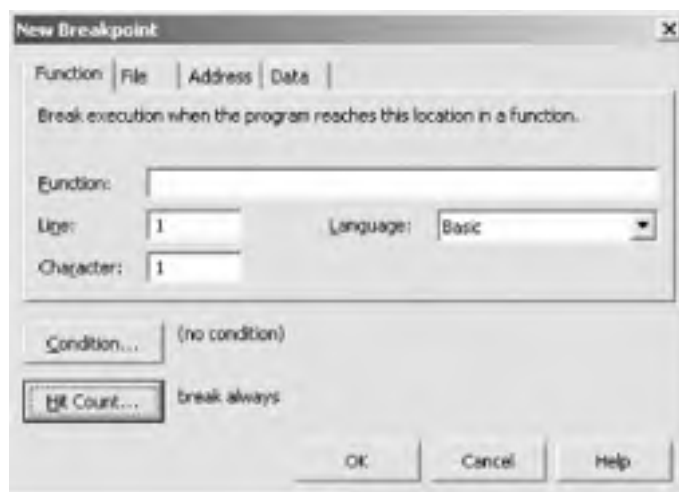 New Breakpoint
Function File Address Data
Break execution when the program reaches this location in a function.
Function:
Line: 1 Language: Basic
Character: 1
Condition... (no condition)
Hit Count... break always
OK Cancel Help